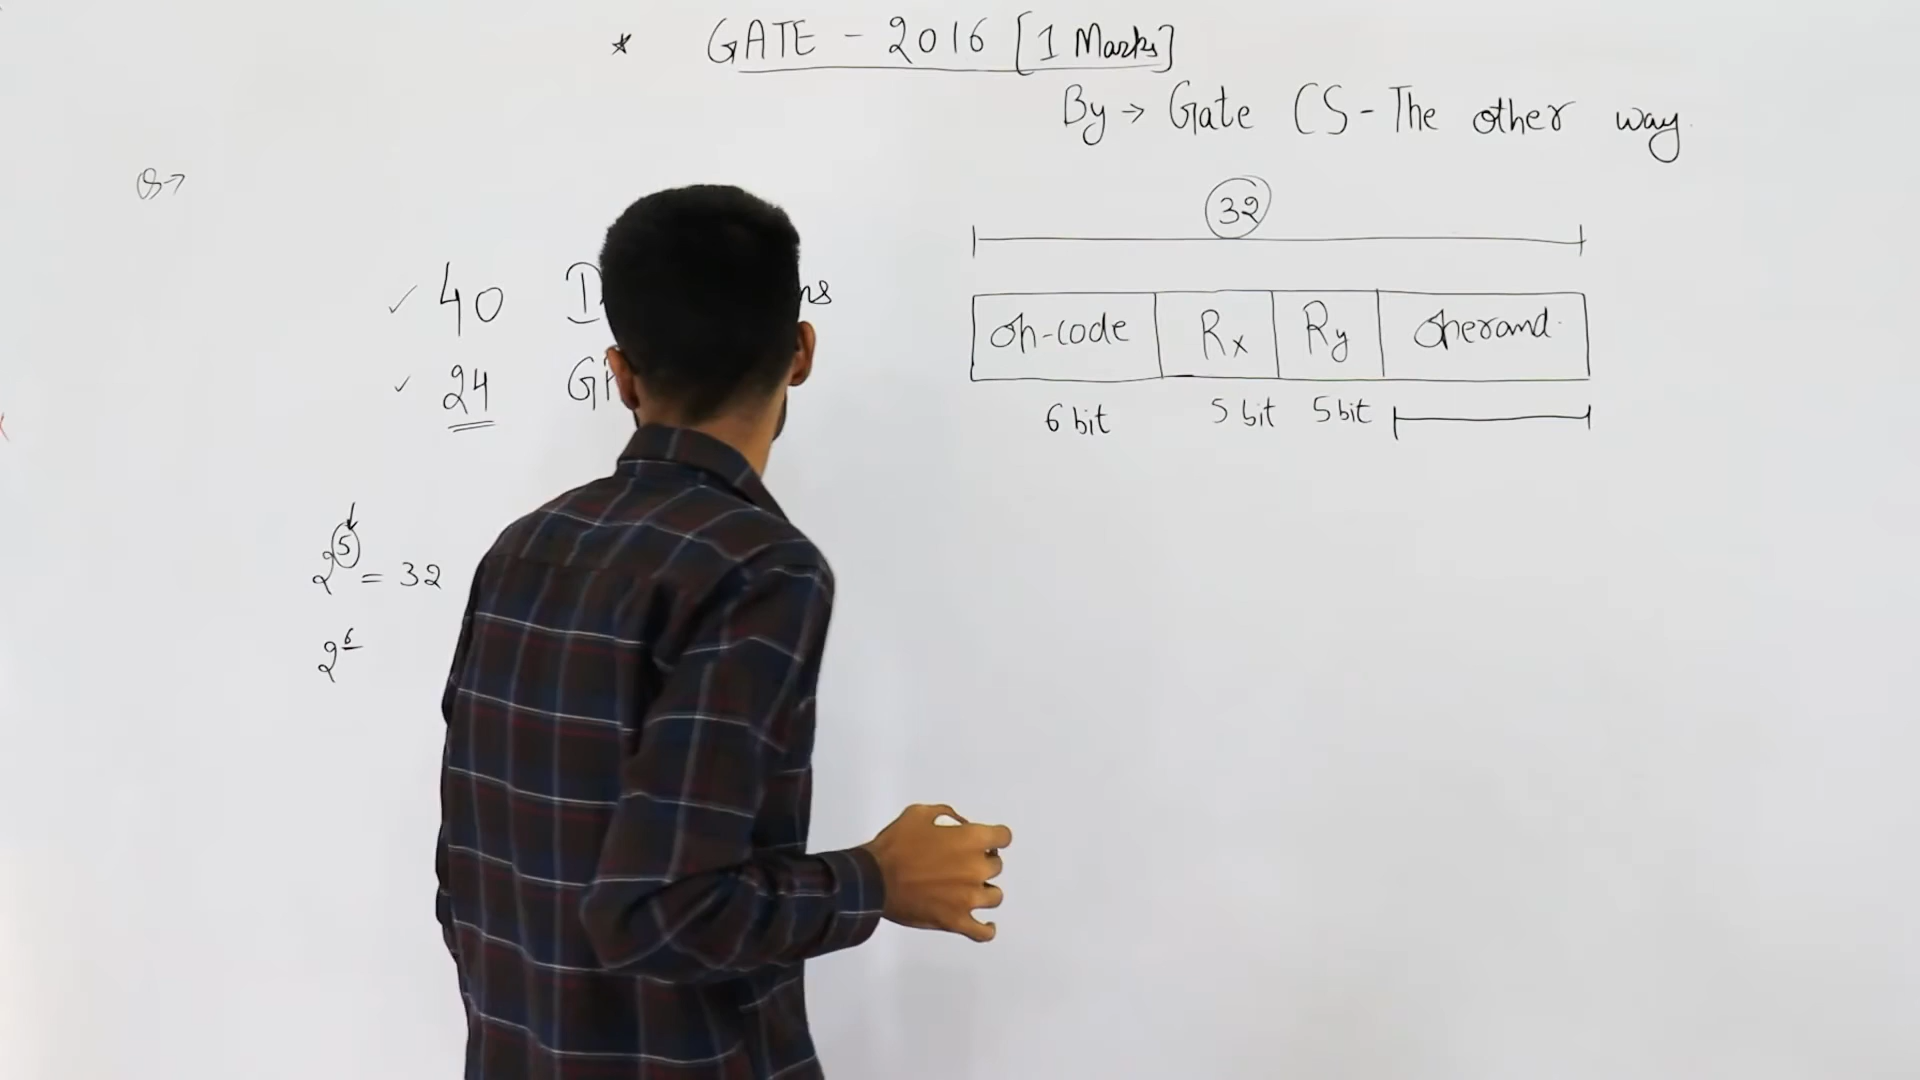 * GATE - 2016 [1 Marks]
By → Gate CS - The other way.
Q→
32
✓ 40
✓ 24
op-code Rx Ry operand.
6 bit 5 bit 5 bit
2^5 = 32
2^6